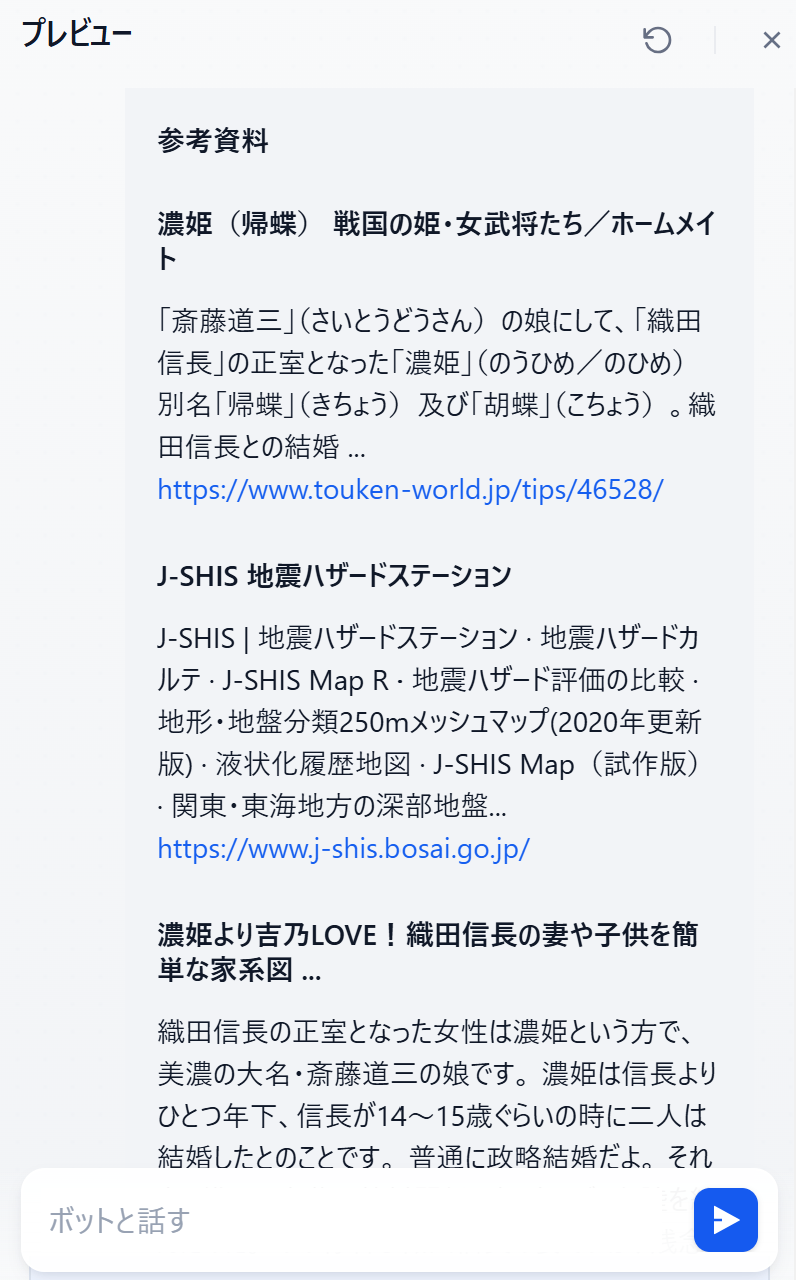 プレビュー
参考資料
濃姫（帰蝶） 戦国の姫・女武将たち／ホームメイ
ト
「斎藤道三」（さいとうどうさん）の娘にして、「織田
信長」の正室となった「濃姫」（のうひめ／のひめ）
別名「帰蝶」（きちょう）及び「胡蝶」（こちょう）。織
田信長との結婚 ...
https://www.touken-world.jp/tips/46528/
J-SHIS 地震ハザードステーション
J-SHIS | 地震ハザードステーション · 地震ハザードカ
ルテ · J-SHIS Map R · 地震ハザード評価の比較 ·
地形・地盤分類250mメッシュマップ(2020年更新
版) · 液状化履歴地図 · J-SHIS Map（試作版）
· 関東・東海地方の深部地盤...
https://www.j-shis.bosai.go.jp/
濃姫より吉乃LOVE！織田信長の妻や子供を簡
単な家系図 ...
織田信長の正室となった女性は濃姫という方で、
美濃の大名・斎藤道三の娘です。濃姫は信長より
ひとつ年下、信長が14〜15歳ぐらいの時に二人は
結婚したとのことです。普通に政略結婚だよ。それ
ボットと話す